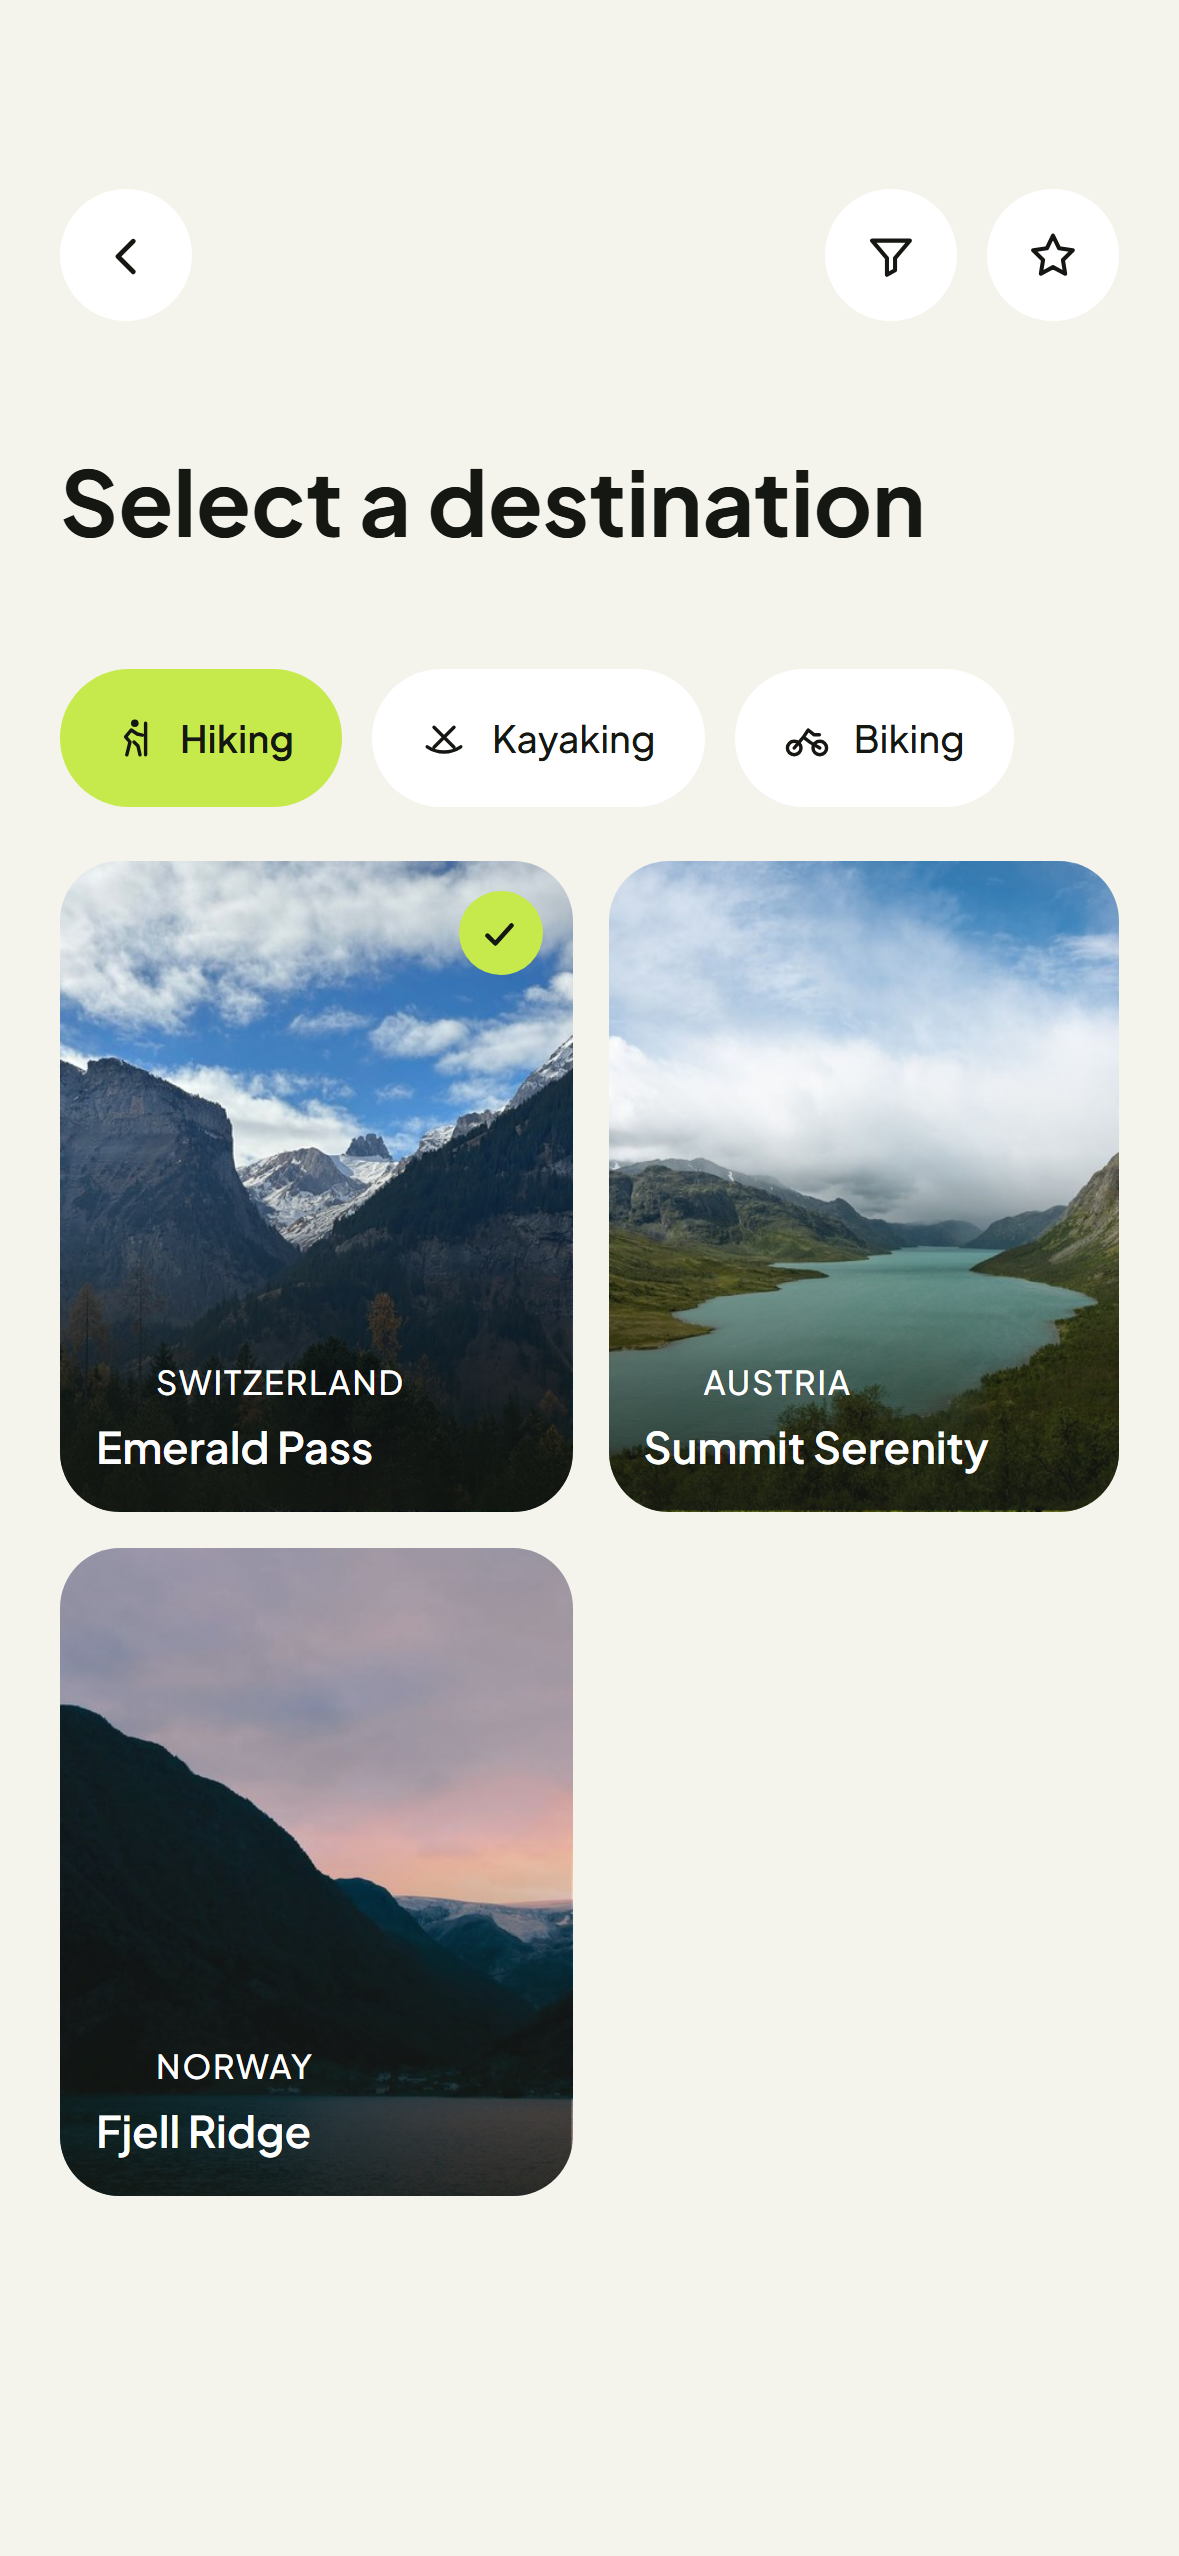 Select a destination
Hiking
Kayaking
Biking
SWITZERLAND
Emerald Pass
AUSTRIA
Summit Serenity
NORWAY
Fjell Ridge